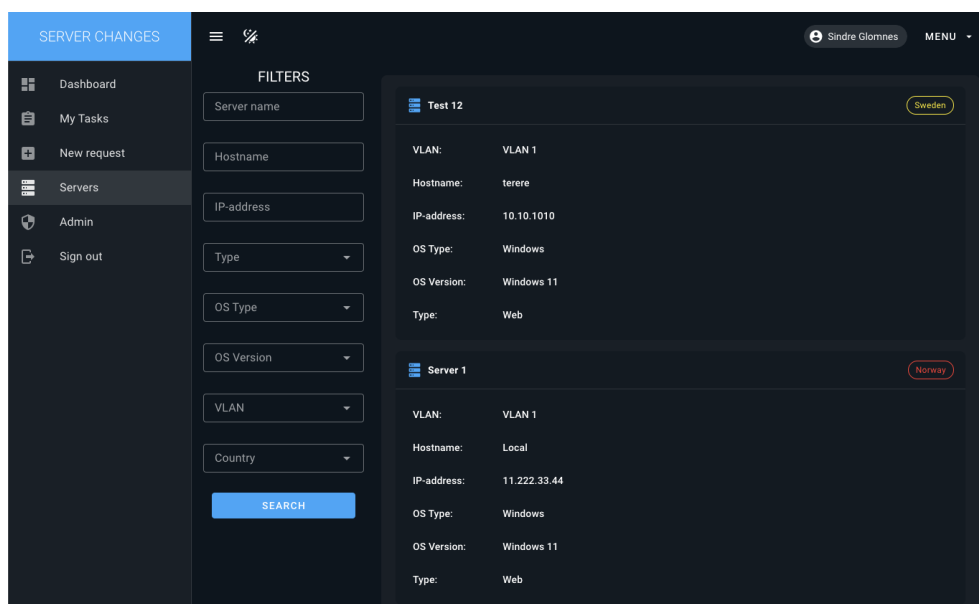 SERVER CHANGES
Sindre Glomnes
MENU
Dashboard
My Tasks
New request
Servers
Admin
Sign out
FILTERS
Server name
Hostname
IP-address
Type
OS Type
OS Version
VLAN
Country
SEARCH
Test 12 Sweden
VLAN: VLAN 1
Hostname: terere
IP-address: 10.10.1010
OS Type: Windows
OS Version: Windows 11
Type: Web
Server 1 Norway
VLAN: VLAN 1
Hostname: Local
IP-address: 11.222.33.44
OS Type: Windows
OS Version: Windows 11
Type: Web